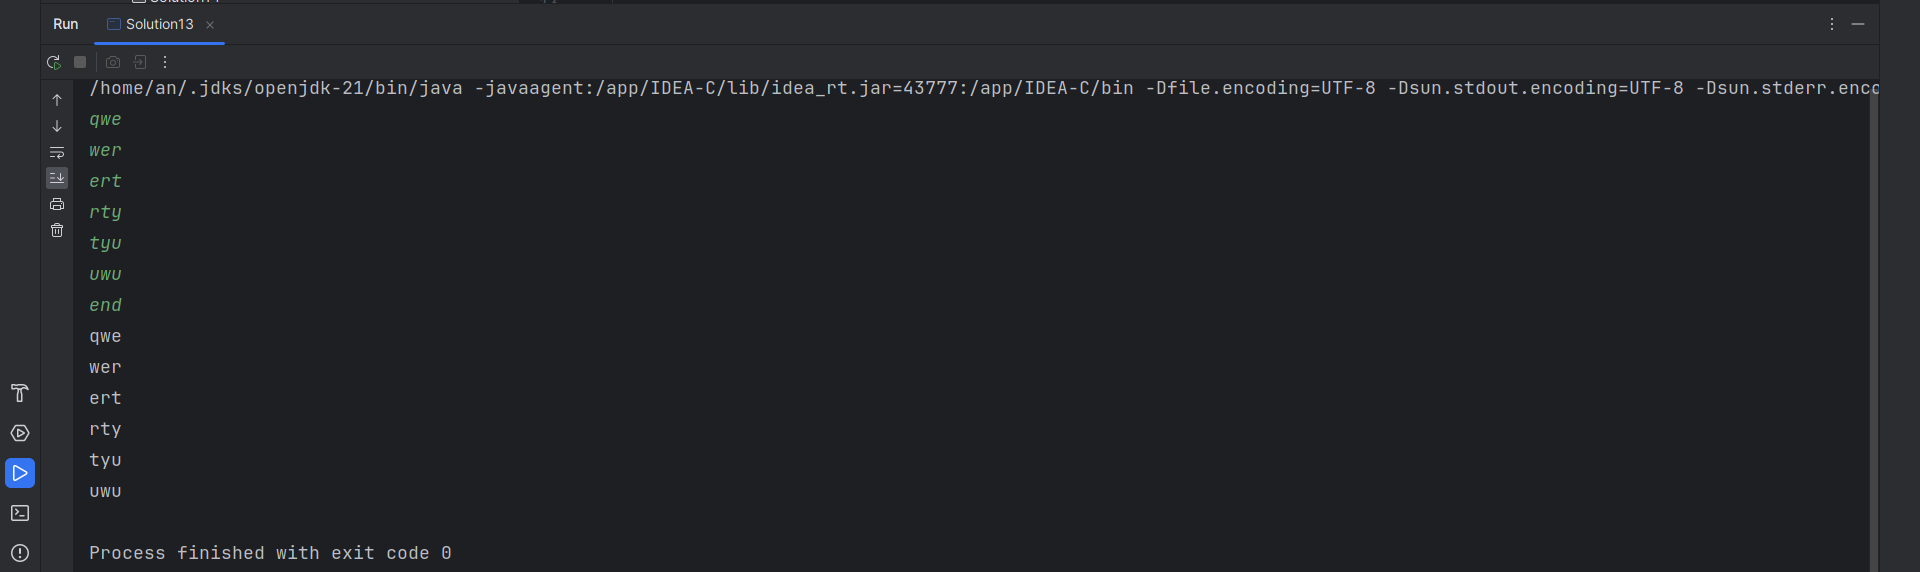 Run
Solution13
/home/an/.jdks/openjdk-21/bin/java -javaagent:/app/IDEA-C/lib/idea_rt.jar=43777:/app/IDEA-C/bin -Dfile.encoding=UTF-8 -Dsun.stdout.encoding=UTF-8 -Dsun.stderr.enco
qwe
wer
ert
rty
tyu
uwu
end
qwe
wer
ert
rty
tyu
uwu
Process finished with exit code 0